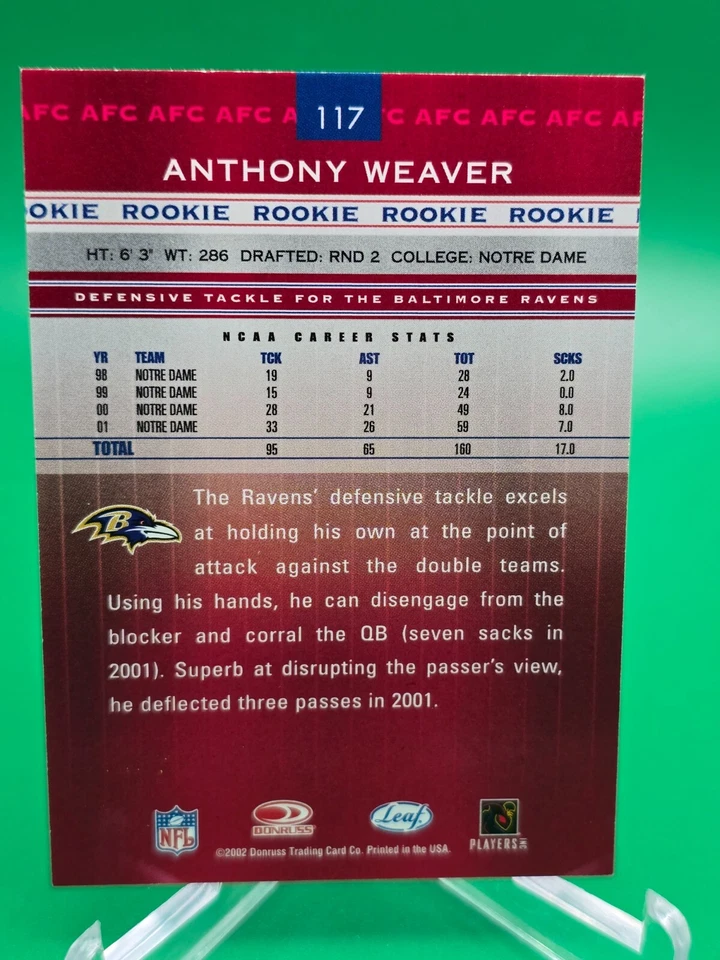 AFC AFC AFC AFC A 117 C AFC AFC AFC AF
ANTHONY WEAVER
OKIE ROOKIE ROOKIE ROOKIE ROOKIE
HT: 6' 3" WT: 286 DRAFTED: RND 2 COLLEGE: NOTRE DAME
DEFENSIVE TACKLE FOR THE BALTIMORE RAVENS
NCAA CAREER STATS
YR TEAM TCK AST TOT SCKS
98 NOTRE DAME 19 9 28 2.0
99 NOTRE DAME 15 9 24 0.0
00 NOTRE DAME 28 21 49 8.0
01 NOTRE DAME 33 26 59 7.0
TOTAL 95 65 160 17.0
B
The Ravens' defensive tackle excels
at holding his own at the point of
attack against the double teams.
Using his hands, he can disengage from the
blocker and corral the QB (seven sacks in
2001). Superb at disrupting the passer's view,
he deflected three passes in 2001.
NFL DONRUSS Leaf PLAYERS INC
©2002 Donruss Trading Card Co. Printed in the USA.